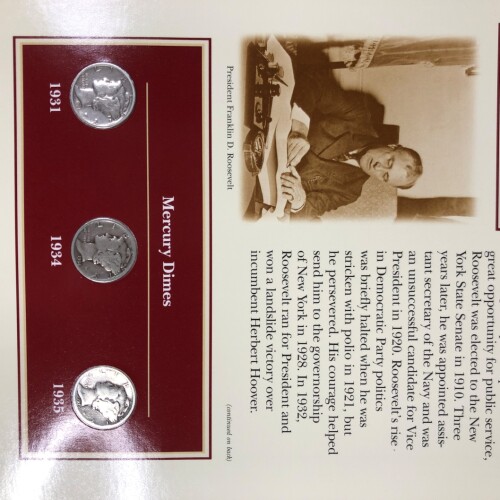 great opportunity for public service,
Roosevelt was elected to the New
York State Senate in 1910. Three
years later, he was appointed assis-
tant secretary of the Navy and was
an unsuccessful candidate for Vice
President in 1920. Roosevelt's rise
in Democratic Party politics
was briefly halted when he was
stricken with polio in 1921, but
he persevered. His courage helped
send him to the governorship
of New York in 1928. In 1932,
Roosevelt ran for President and
won a landslide victory over
incumbent Herbert Hoover.
(continued on back)
President Franklin D. Roosevelt
Mercury Dimes
1931
1934
1935